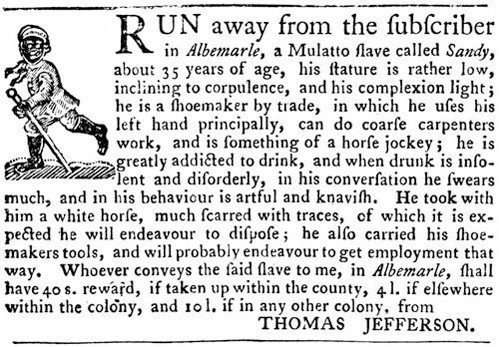 RUN away from the ſubſcriber
in Albemarle, a Mulatto ſlave called Sandy,
about 35 years of age, his ſtature is rather low,
inclining to corpulence, and his complexion light;
he is a ſhoemaker by trade, in which he uſes his
left hand principally, can do coarſe carpenters
work, and is ſomething of a horſe jockey; he is
greatly addicted to drink, and when drunk is inſo-
lent and diſorderly, in his converſation he ſwears
much, and in his behaviour is artful and knaviſh. He took with
him a white horſe, much ſcarred with traces, of which it is ex-
pected he will endeavour to diſpoſe; he alſo carried his ſhoe-
makers tools, and will probably endeavour to get employment that
way. Whoever conveys the ſaid ſlave to me, in Albemarle, ſhall
have 40 s. reward, if taken up within the county, 4 l. if elſewhere
within the colony, and 10 l. if in any other colony, from
THOMAS JEFFERSON.